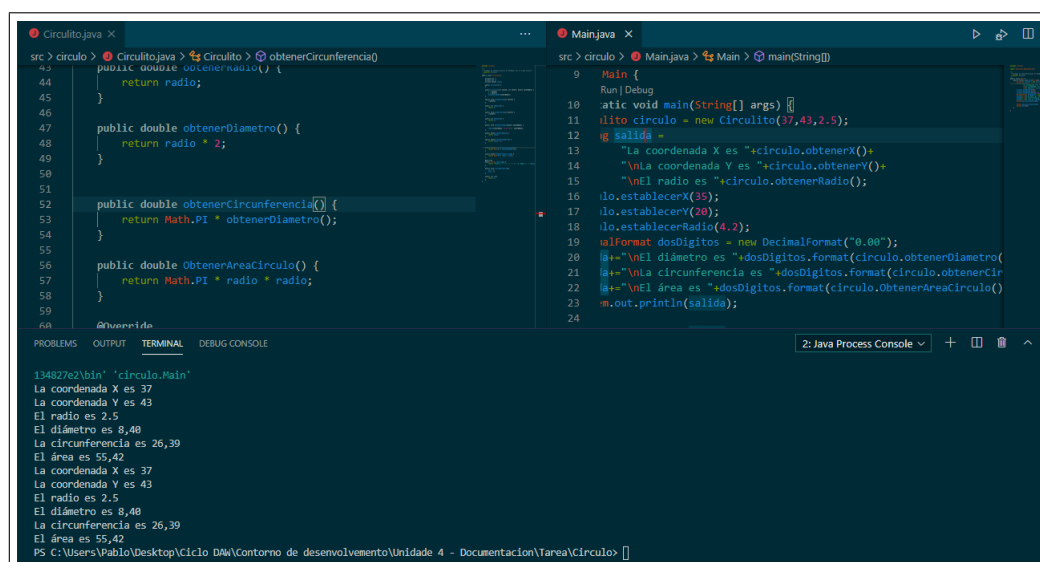 Circulito.java
src > circulo > Circulito.java > Circulito > obtenerCircunferencia()
43 public double obtenerRadio() {
44 return radio;
45 }
46
47 public double obtenerDiametro() {
48 return radio * 2;
49 }
50
51
52 public double obtenerCircunferencia() {
53 return Math.PI * obtenerDiametro();
54 }
55
56 public double ObtenerAreaCirculo() {
57 return Math.PI * radio * radio;
58 }
59
60 @Override
Main.java
src > circulo > Main.java > Main > main(String[])
9 Main {
Run | Debug
10 atic void main(String[] args) {
11 lito circulo = new Circulito(37,43,2.5);
12 g salida =
13 "La coordenada X es "+circulo.obtenerX()+
14 "\nLa coordenada Y es "+circulo.obtenerY()+
15 "\nEl radio es "+circulo.obtenerRadio();
16 lo.establecerX(35);
17 lo.establecerY(20);
18 lo.establecerRadio(4.2);
19 alFormat dosDigitos = new DecimalFormat("0.00");
20 a+="\nEl diámetro es "+dosDigitos.format(circulo.obtenerDiametro(
21 a+="\nLa circunferencia es "+dosDigitos.format(circulo.obtenerCir
22 a+="\nEl área es "+dosDigitos.format(circulo.ObtenerAreaCirculo()
23 m.out.println(salida);
24
PROBLEMS OUTPUT TERMINAL DEBUG CONSOLE 2: Java Process Console
134827e2\bin' 'circulo.Main'
La coordenada X es 37
La coordenada Y es 43
El radio es 2.5
El diámetro es 8,40
La circunferencia es 26,39
El área es 55,42
La coordenada X es 37
La coordenada Y es 43
El radio es 2.5
El diámetro es 8,40
La circunferencia es 26,39
El área es 55,42
PS C:\Users\Pablo\Desktop\Ciclo DAW\Contorno de desenvolvemento\Unidade 4 - Documentacion\Tarea\Circulo>